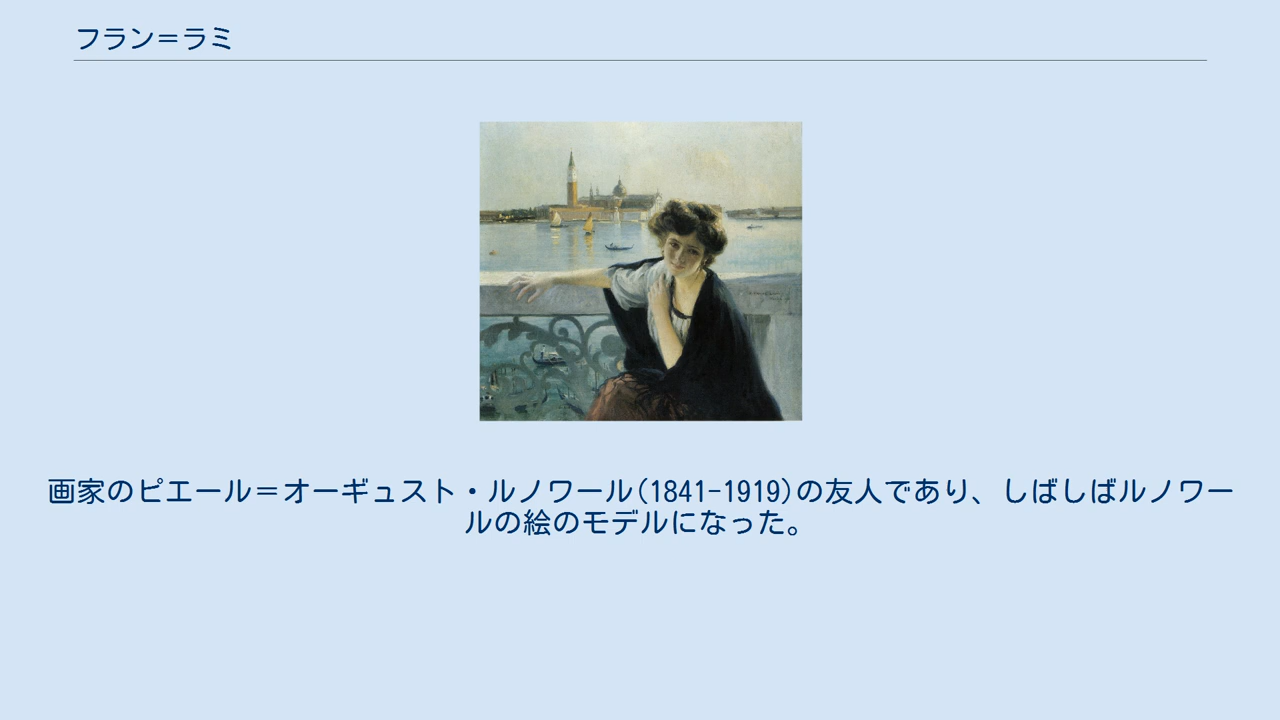 フラン＝ラミ
画家のピエール＝オーギュスト・ルノワール(1841-1919)の友人であり、しばしばルノワー
ルの絵のモデルになった。